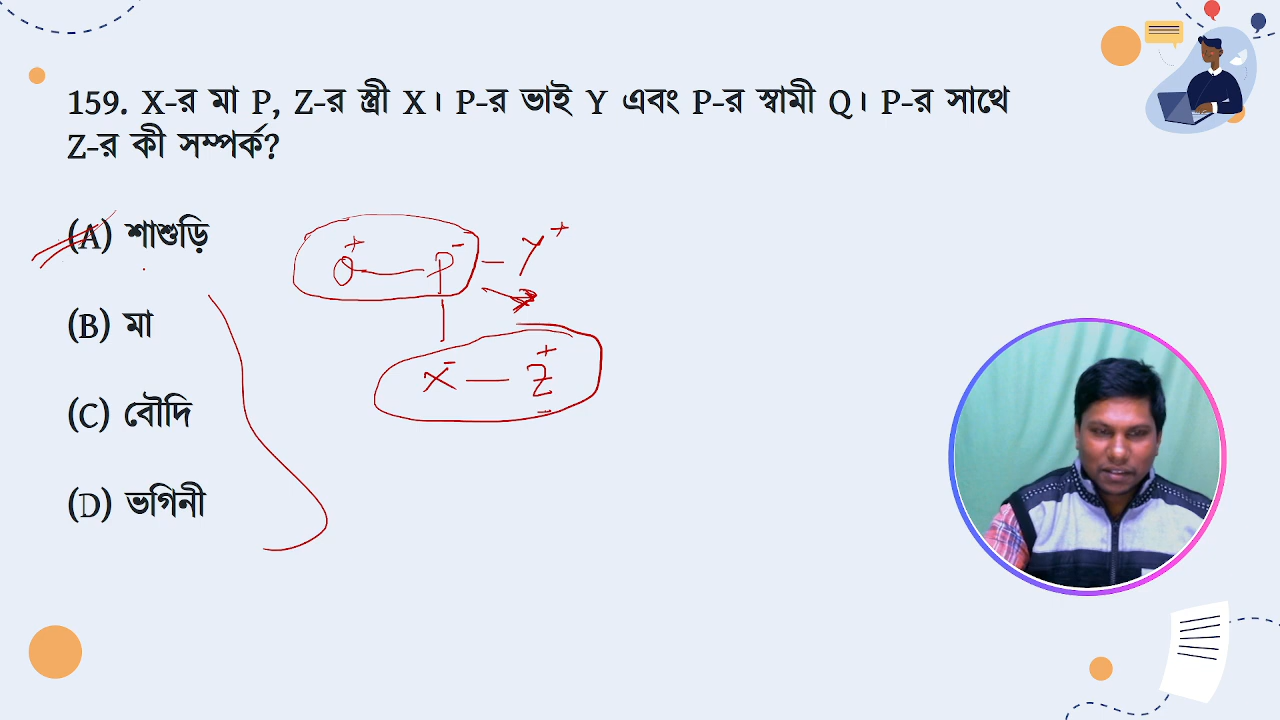 159. X-র মা P, Z-র স্ত্রী X। P-র ভাই Y এবং P-র স্বামী Q। P-র সাথে
Z-র কী সম্পর্ক?
(A) শাশুড়ি
(B) মা
(C) বৌদি
(D) ভগিনী
Q⁺ — P⁻ — Y⁺
X⁻ — Z⁺